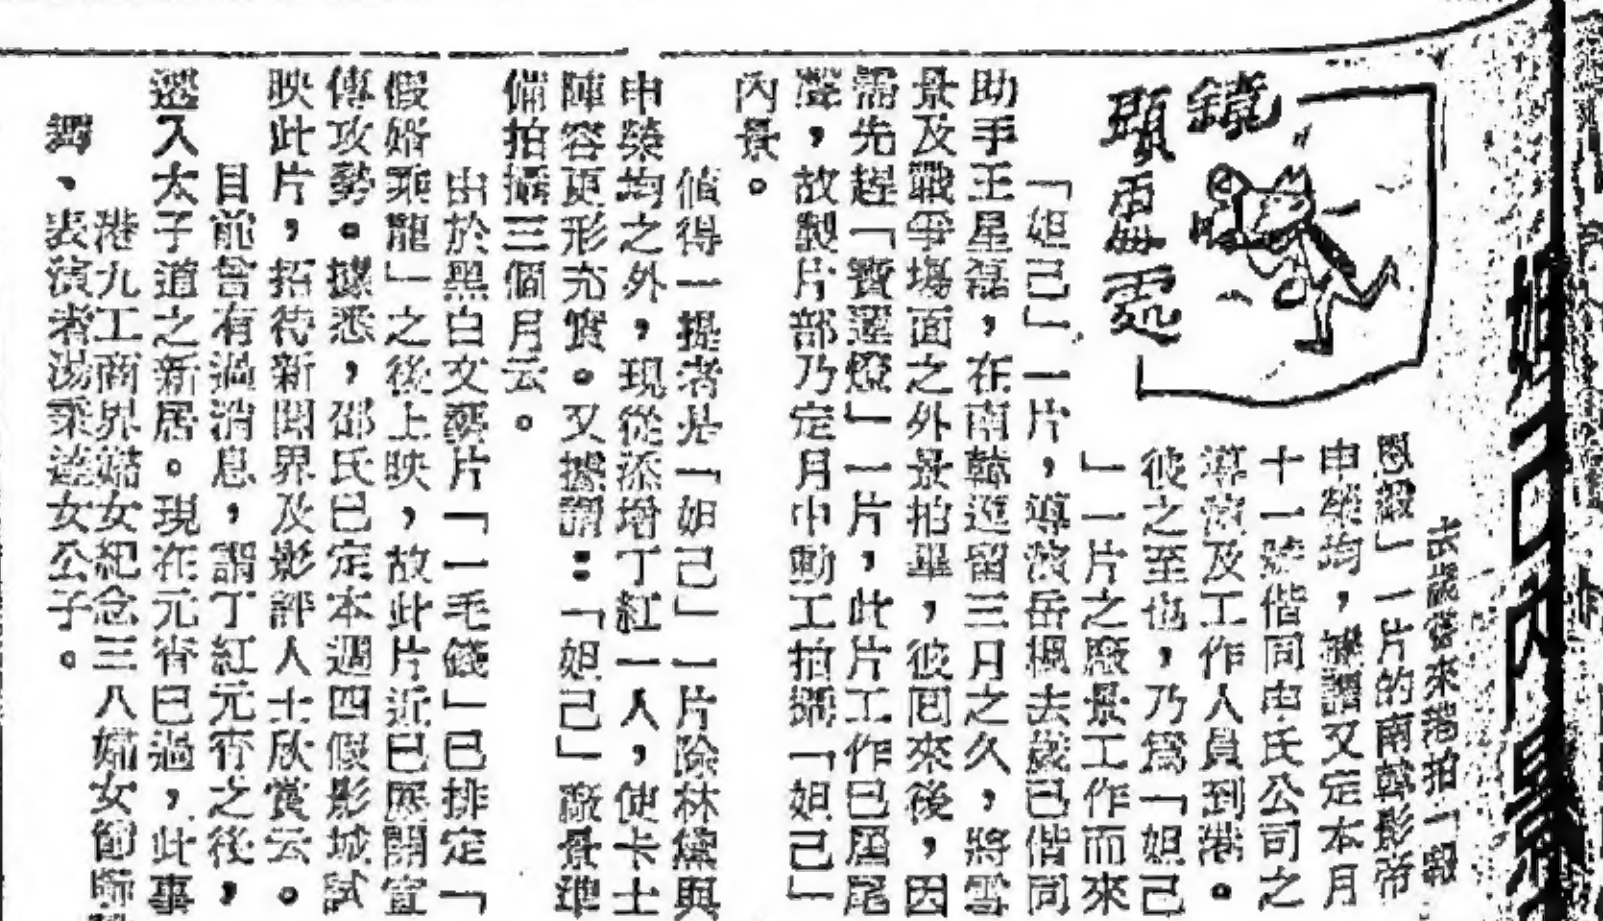 妲己內景
鏡頭
去歲曾來港拍「
恩」一片的南韓影帝
申榮均，據謂又定本月
十一號偕同申氏公司之
導演及工作人員到港。
彼之至也，乃爲「妲己
」一片之廠景工作而來
「妲己」一片，導演岳楓去歲已偕同
助手王星磊，在南韓逗留三月之久，將雪
景及戰爭場面之外景拍畢，彼囘來後，因
需先趕「寶蓮燈」一片，此片工作已屆尾
聲，故製片部乃定月中動工拍攝「妲己」
內景。
值得一提者是「妲己」一片除林黛與
申榮均之外，現從添增丁紅一人，使卡士
陣容更形充實。又據謂：「妲己」廠景準
備拍攝三個月云。
由於黑白文藝片「一毛錢」已排定「
假婿乘龍」之後上映，故此片近已展開宣
傳攻勢。據悉，邵氏已定本週四假影城試
映此片，招待新聞界及影評人士欣賞云。
目前曾有過消息，謂丁紅元宵之後，
遷入太子道之新居。現在元宵已過，此事
港九工商界婦女紀念三八婦女節
、表演者湯秉達女公子。